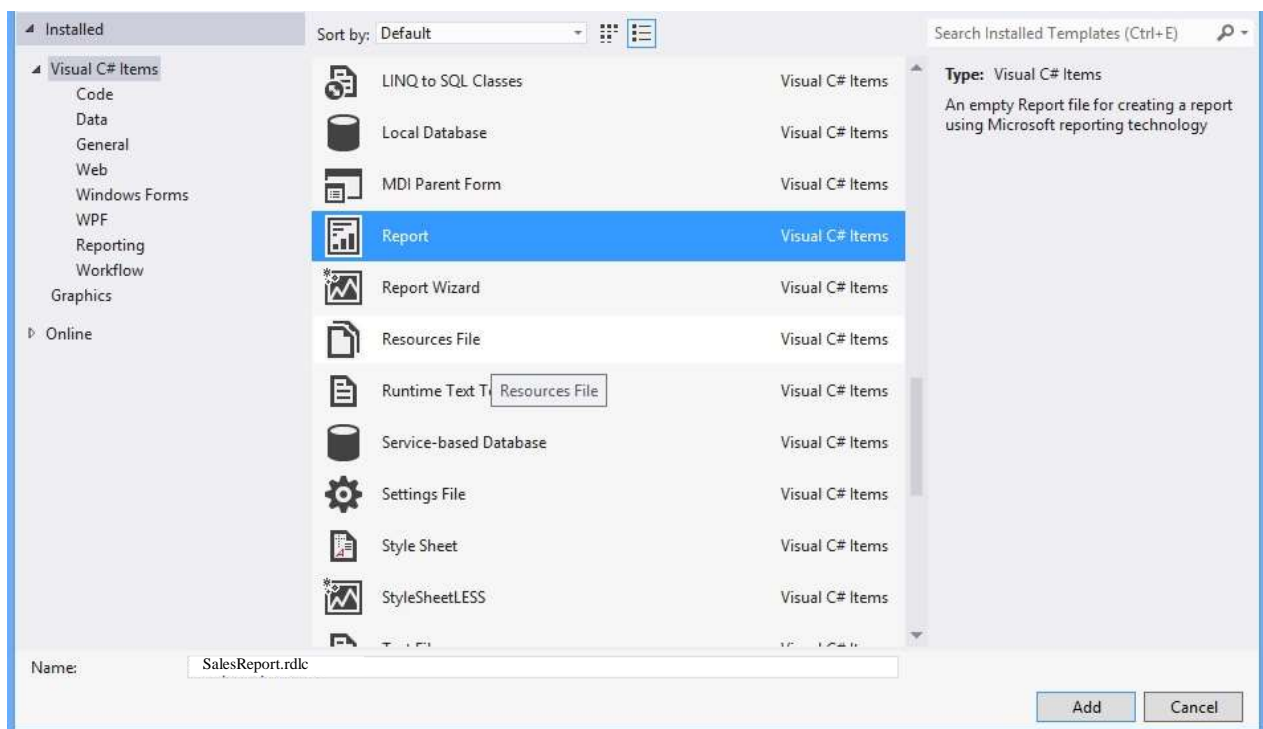 Installed
Sort by: Default
Search Installed Templates (Ctrl+E)
Visual C# Items
Code
Data
General
Web
Windows Forms
WPF
Reporting
Workflow
Graphics
Online
LINQ to SQL Classes Visual C# Items
Local Database Visual C# Items
MDI Parent Form Visual C# Items
Report Visual C# Items
Report Wizard Visual C# Items
Resources File Visual C# Items
Runtime Text Visual C# Items
Resources File
Service-based Database Visual C# Items
Settings File Visual C# Items
Style Sheet Visual C# Items
StyleSheetLESS Visual C# Items
Type: Visual C# Items
An empty Report file for creating a report
using Microsoft reporting technology
Name: SalesReport.rdlc
Add Cancel